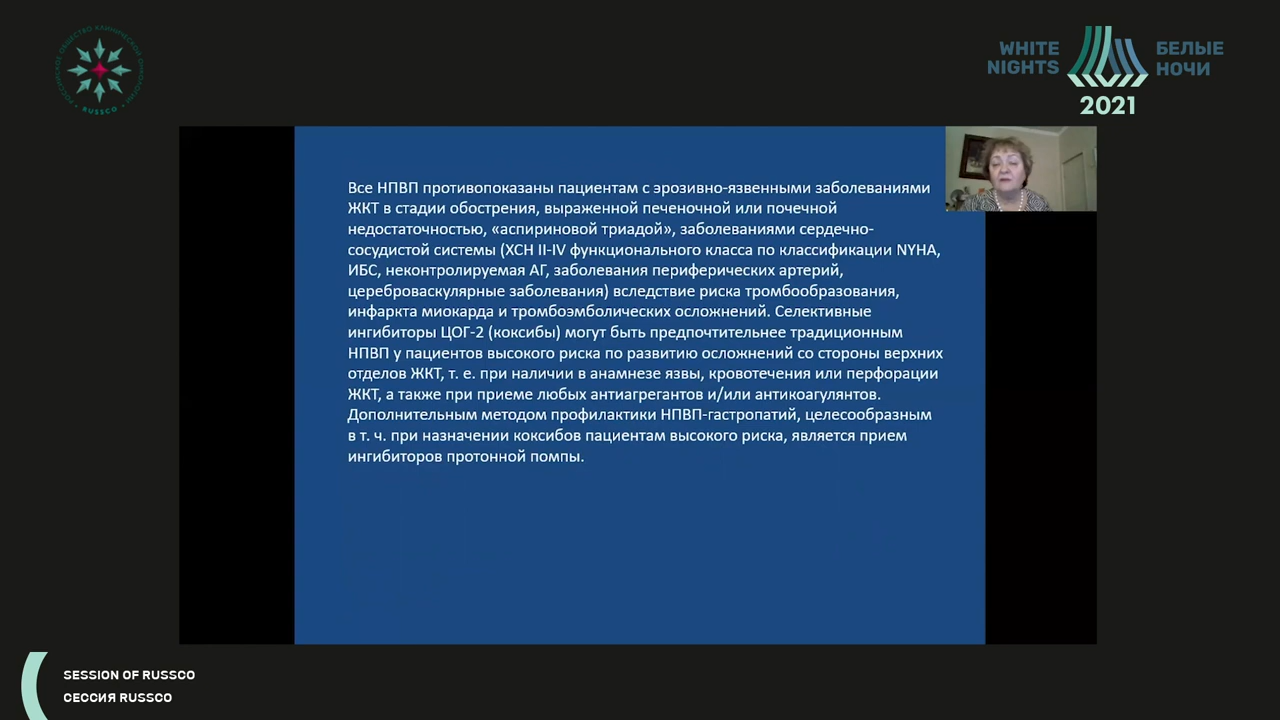 РОССИЙСКОЕ ОБЩЕСТВО КЛИНИЧЕСКОЙ ОНКОЛОГИИ
RUSSCO
WHITE
NIGHTS
БЕЛЫЕ
НОЧИ
2021
Все НПВП противопоказаны пациентам с эрозивно-язвенными заболеваниями
ЖКТ в стадии обострения, выраженной печеночной или почечной
недостаточностью, «аспириновой триадой», заболеваниями сердечно-
сосудистой системы (ХСН II-IV функционального класса по классификации NYHA,
ИБС, неконтролируемая АГ, заболевания периферических артерий,
цереброваскулярные заболевания) вследствие риска тромбообразования,
инфаркта миокарда и тромбоэмболических осложнений. Селективные
ингибиторы ЦОГ-2 (коксибы) могут быть предпочтительнее традиционным
НПВП у пациентов высокого риска по развитию осложнений со стороны верхних
отделов ЖКТ, т. е. при наличии в анамнезе язвы, кровотечения или перфорации
ЖКТ, а также при приеме любых антиагрегантов и/или антикоагулянтов.
Дополнительным методом профилактики НПВП-гастропатий, целесообразным
в т. ч. при назначении коксибов пациентам высокого риска, является прием
ингибиторов протонной помпы.
SESSION OF RUSSCO
СЕССИЯ RUSSCO